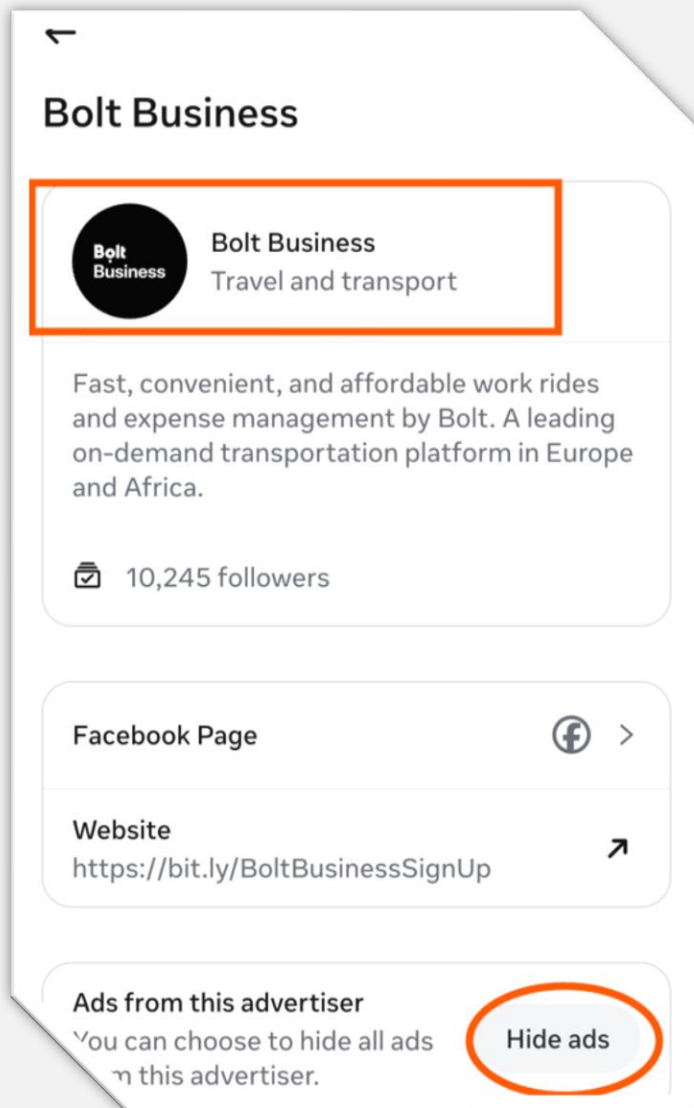 Bolt Business
Bolt
Business
Bolt Business
Travel and transport
Fast, convenient, and affordable work rides
and expense management by Bolt. A leading
on-demand transportation platform in Europe
and Africa.
10,245 followers
Facebook Page
Website
https://bit.ly/BoltBusinessSignUp
Ads from this advertiser
You can choose to hide all ads
this advertiser.
Hide ads